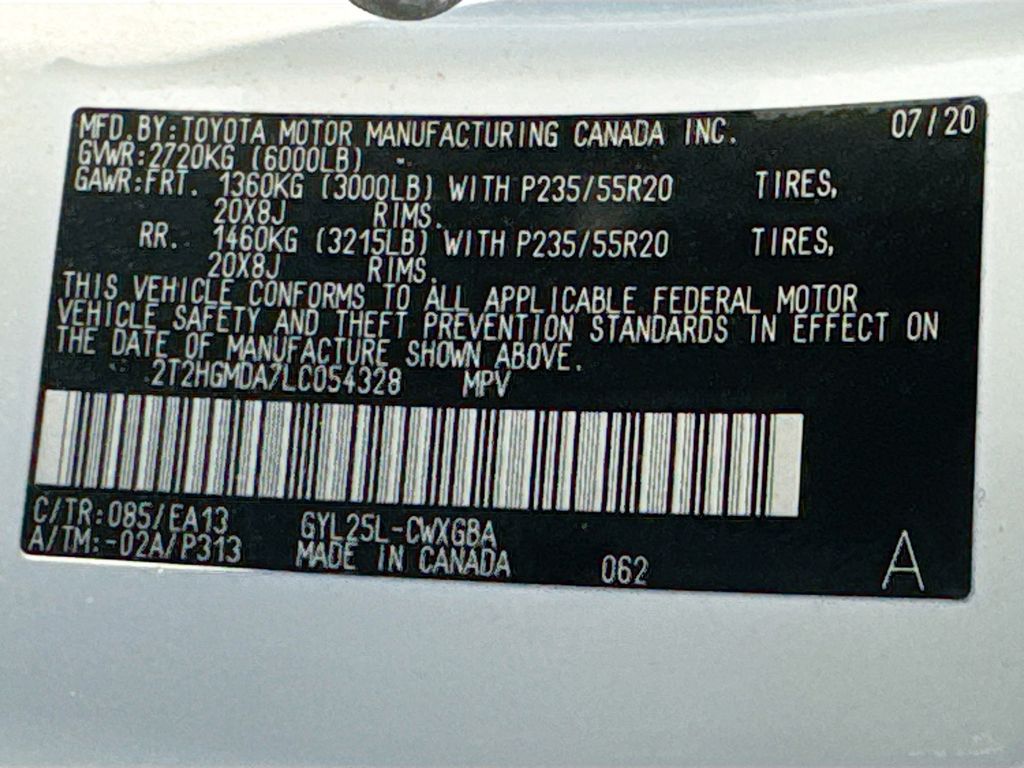 MFD. BY: TOYOTA MOTOR MANUFACTURING CANADA INC. 07/20
GVWR: 2720KG (6000LB)
GAWR: FRT. 1360KG (3000LB) WITH P235/55R20 TIRES,
20X8J RIMS.
RR. 1460KG (3215LB) WITH P235/55R20 TIRES,
20X8J RIMS.
THIS VEHICLE CONFORMS TO ALL APPLICABLE FEDERAL MOTOR
VEHICLE SAFETY AND THEFT PREVENTION STANDARDS IN EFFECT ON
THE DATE OF MANUFACTURE SHOWN ABOVE.
2T2HGMDA7LC054328 MPV
C/TR: 085/EA13 GYL25L-CWXGBA
A/TM: -02A/P313 MADE IN CANADA 062 A